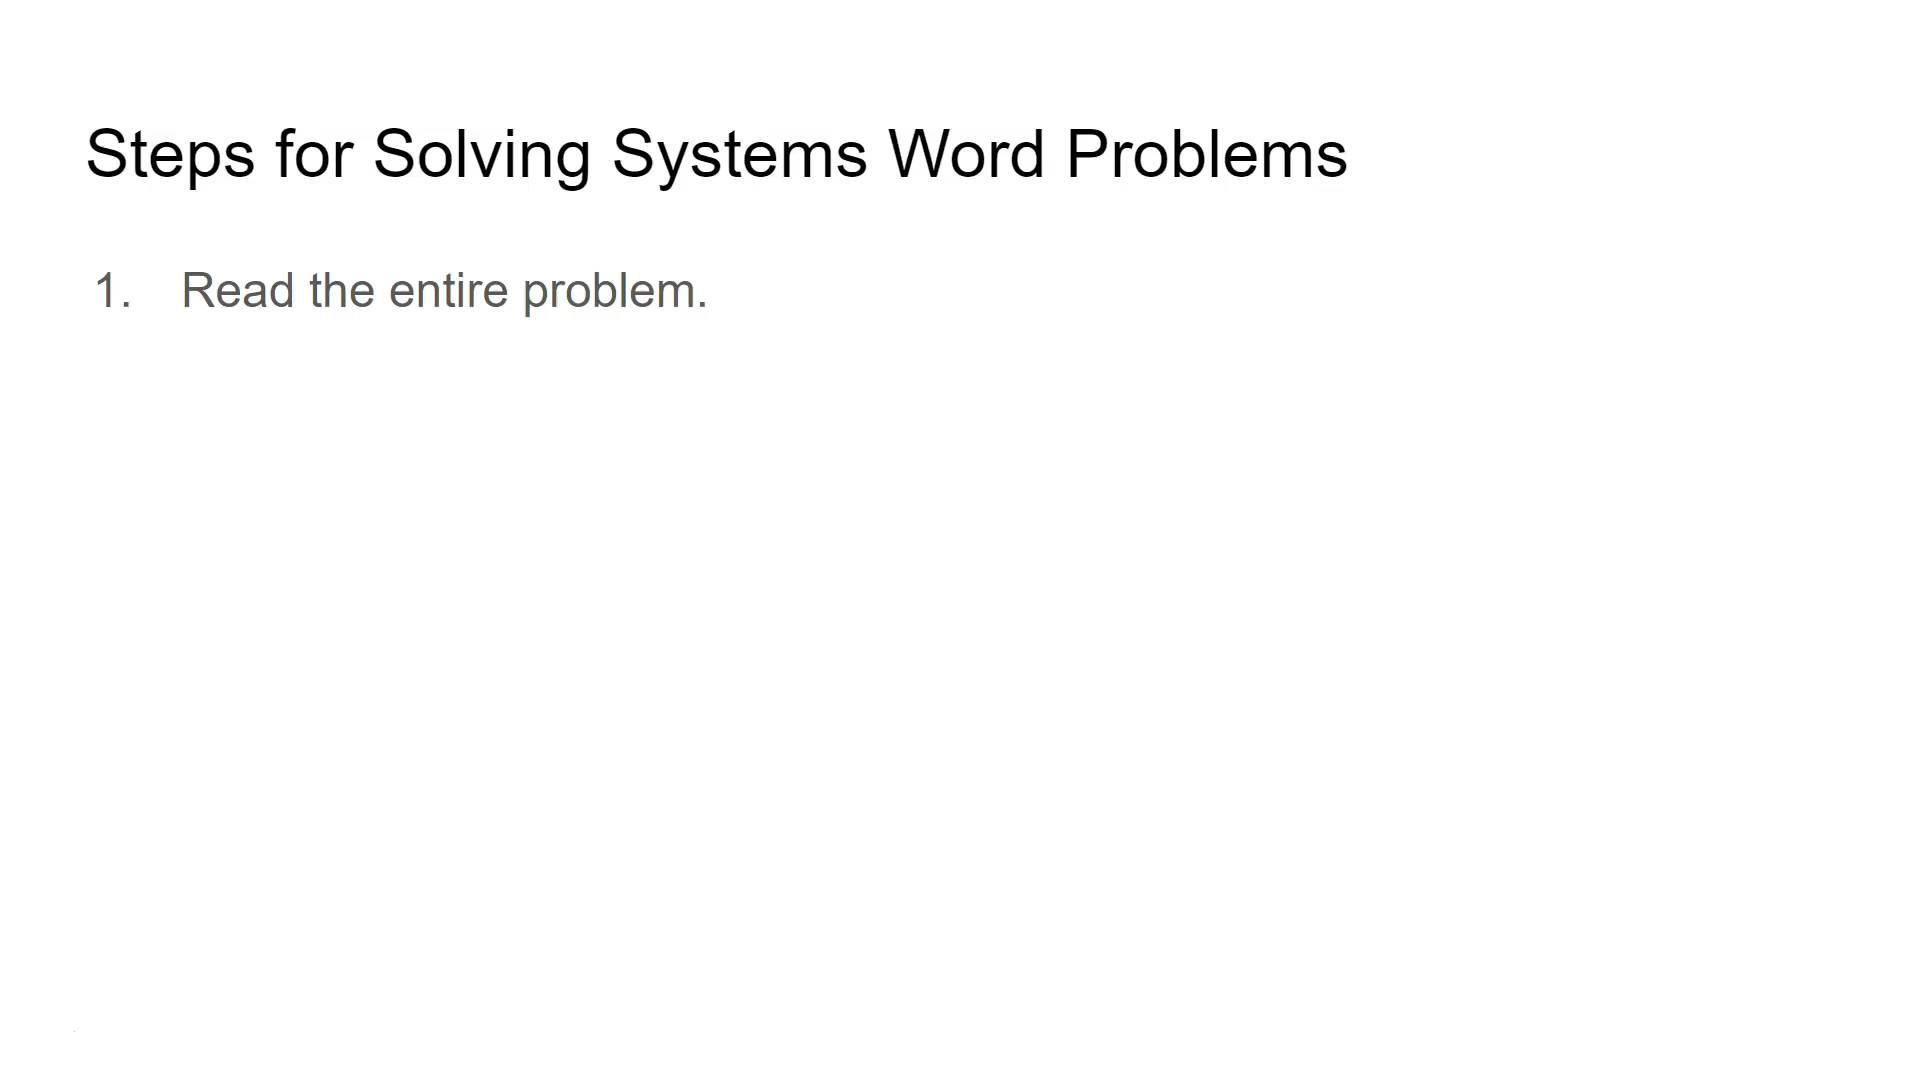 Steps for Solving Systems Word Problems
1. Read the entire problem.